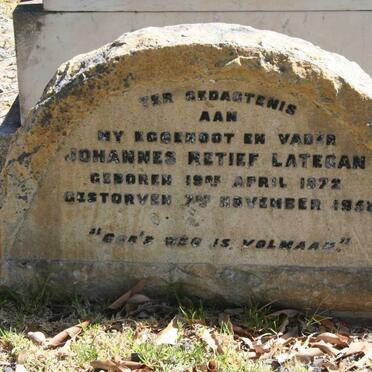 TER GEDAGTENIS
AAN
MY EGGENOOT EN VADER
JOHANNES RETIEF LATEGAN
GEBOREN 19DE APRIL 1872
GISTORVEN 7DE NOVEMBER
"GOD'S WEG IS VOLMAAK."